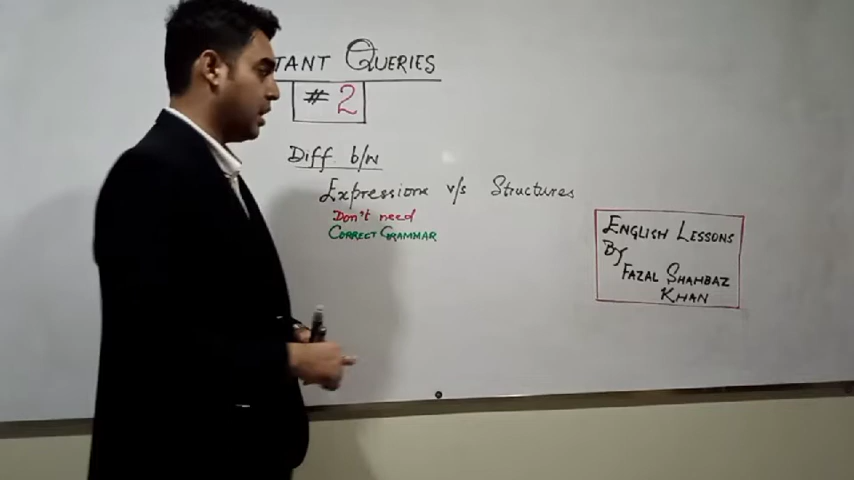 TANT QUERIES
# 2
Diff b/n
Expressions v/s Structures
Don't need
CORRECT GRAMMAR
ENGLISH LESSONS
BY
FAZAL SHAHBAZ
KHAN